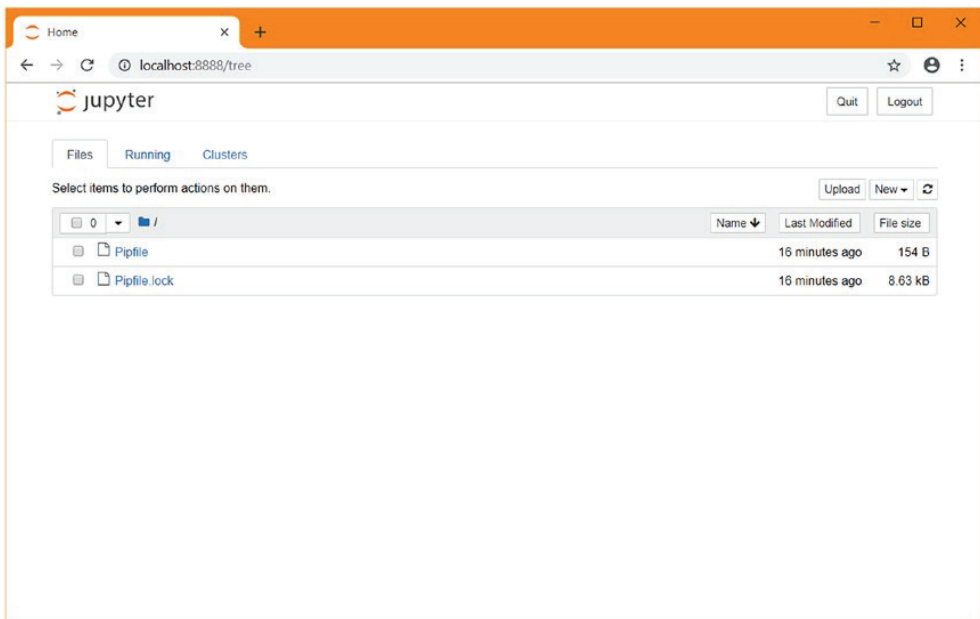 Home
localhost:8888/tree
jupyter
Quit Logout
Files Running Clusters
Select items to perform actions on them.
Upload New
0 / Name Last Modified File size
Pipfile 16 minutes ago 154 B
Pipfile.lock 16 minutes ago 8.63 kB